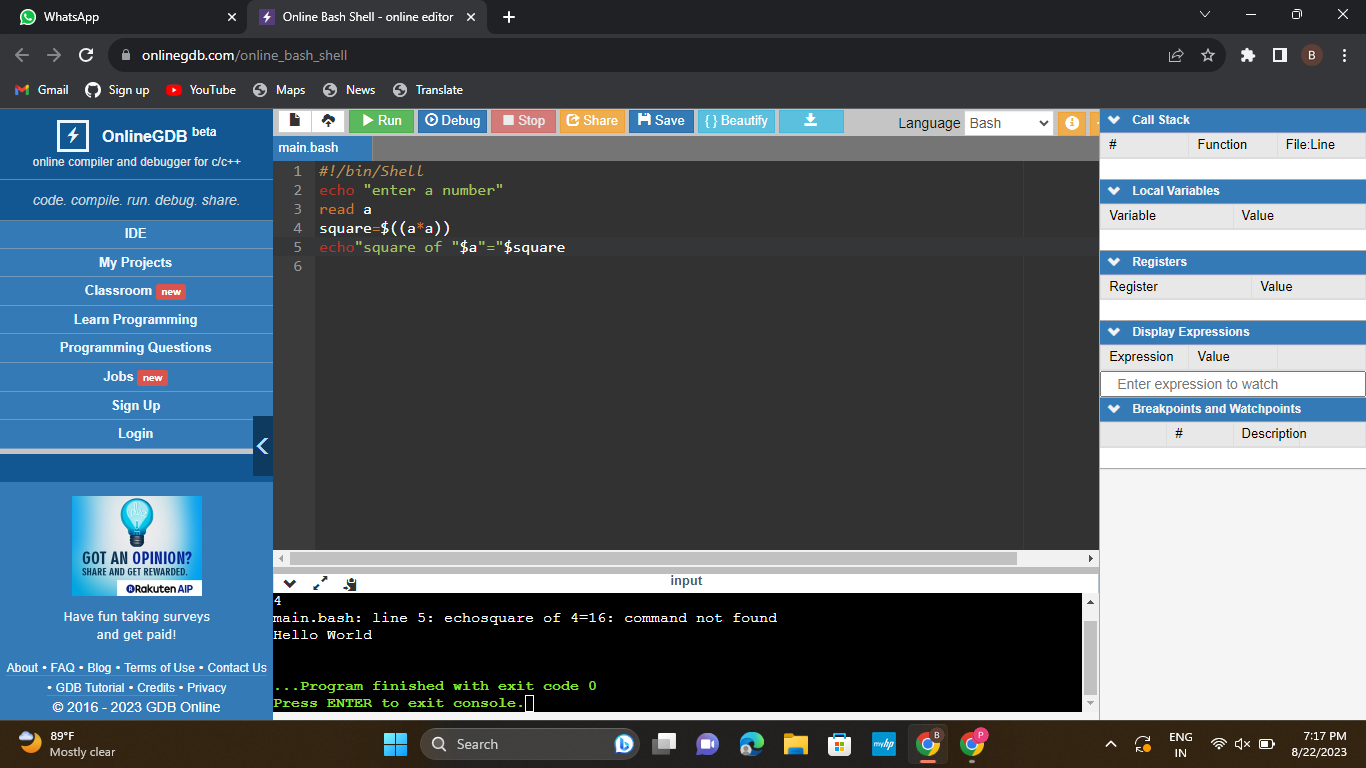 WhatsApp
Online Bash Shell - online editor
onlinegdb.com/online_bash_shell
B
Gmail
Sign up
YouTube
Maps
News
Translate
OnlineGDB beta
online compiler and debugger for c/c++
code. compile. run. debug. share.
IDE
My Projects
Classroom new
Learn Programming
Programming Questions
Jobs new
Sign Up
Login
GOT AN OPINION?
SHARE AND GET REWARDED.
Rakuten AIP
Have fun taking surveys
and get paid!
About • FAQ • Blog • Terms of Use • Contact Us
• GDB Tutorial • Credits • Privacy
© 2016 - 2023 GDB Online
Run
Debug
Stop
Share
Save
{ } Beautify
Language Bash
main.bash
1 #!/bin/Shell
2 echo "enter a number"
3 read a
4 square=$((a*a))
5 echo"square of "$a"="$square
6
input
4
main.bash: line 5: echosquare of 4=16: command not found
Hello World
...Program finished with exit code 0
Press ENTER to exit console.
Call Stack
# Function File:Line
Local Variables
Variable Value
Registers
Register Value
Display Expressions
Expression Value
Enter expression to watch
Breakpoints and Watchpoints
# Description
89°F
Mostly clear
Search
myhp
B
P
ENG
IN
7:17 PM
8/22/2023